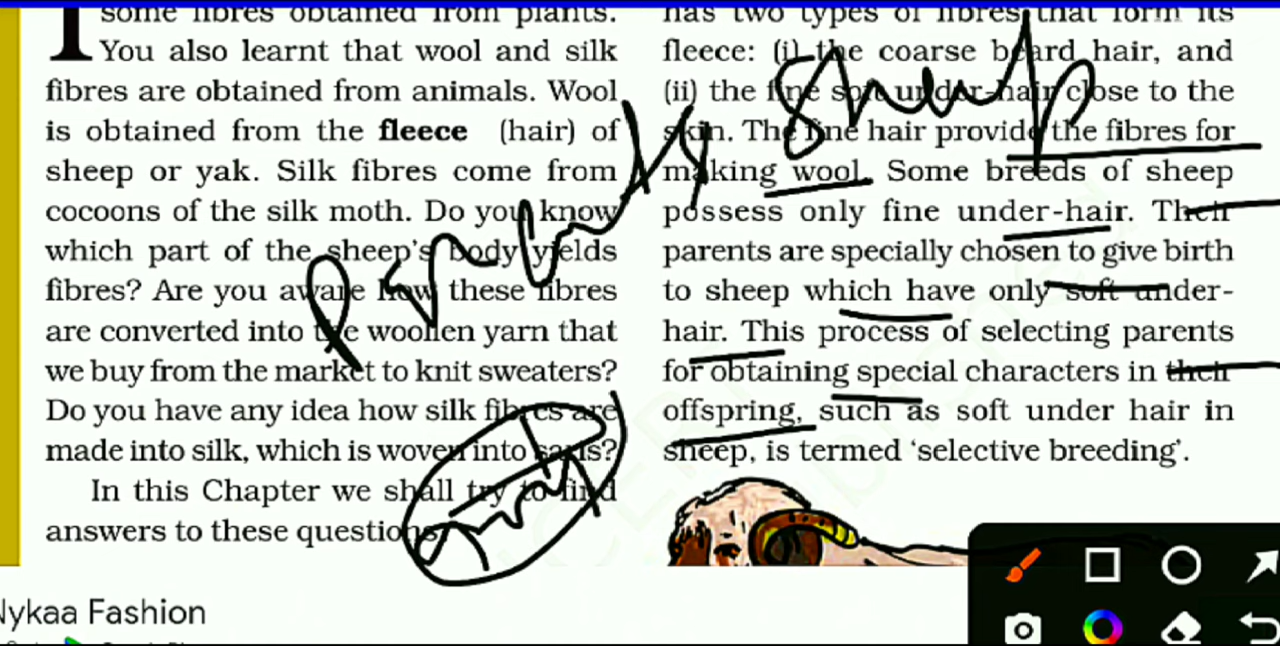 some fibres obtained from plants.
You also learnt that wool and silk
fibres are obtained from animals. Wool
is obtained from the fleece (hair) of
sheep or yak. Silk fibres come from
cocoons of the silk moth. Do you know
which part of the sheep's body yields
fibres? Are you aware how these fibres
are converted into the woollen yarn that
we buy from the market to knit sweaters?
Do you have any idea how silk fibres are
made into silk, which is woven into saris?
In this Chapter we shall try to find
answers to these questions.
has two types of fibres that form its
fleece: (i) the coarse beard hair, and
(ii) the fine soft under-hair close to the
skin. The fine hair provide the fibres for
making wool. Some breeds of sheep
possess only fine under-hair. Their
parents are specially chosen to give birth
to sheep which have only soft under-
hair. This process of selecting parents
for obtaining special characters in their
offspring, such as soft under hair in
sheep, is termed 'selective breeding'.
sheep
parents
Nykaa Fashion